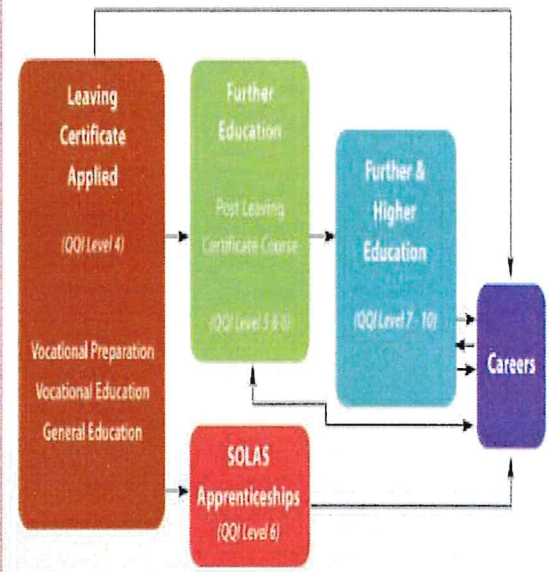 Leaving
Certificate
Applied
(QQI Level 4)
Vocational Preparation
Vocational Education
General Education
Further
Education
Post Leaving
Certificate Course
(QQI Level 5 & 6)
Further &
Higher
Education
(QQI Level 7 - 10)
SOLAS
Apprenticeships
(QQI Level 6)
Careers